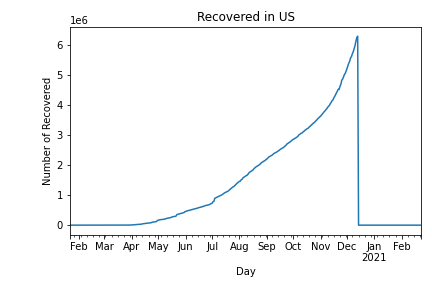 Recovered in US
1e6
6
5
4
3
2
1
0
Number of Recovered
Feb Mar Apr May Jun Jul Aug Sep Oct Nov Dec Jan Feb
2021
Day